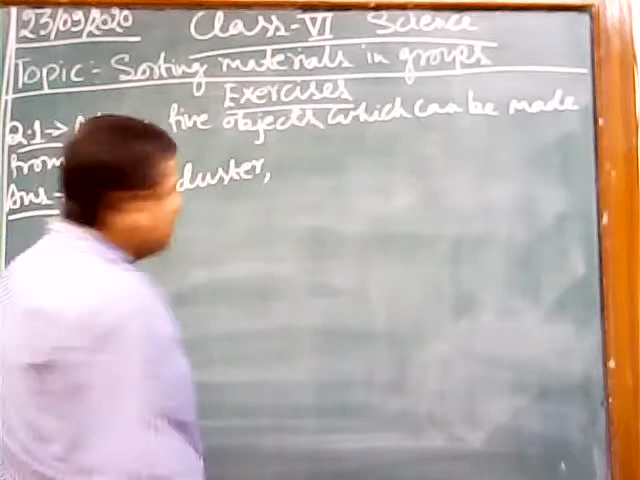 23/09/2020 Class-VI Science
Topic:- Sorting materials in groups
Exercises
Q.1-> five objects which can be made
from
Ans- duster,